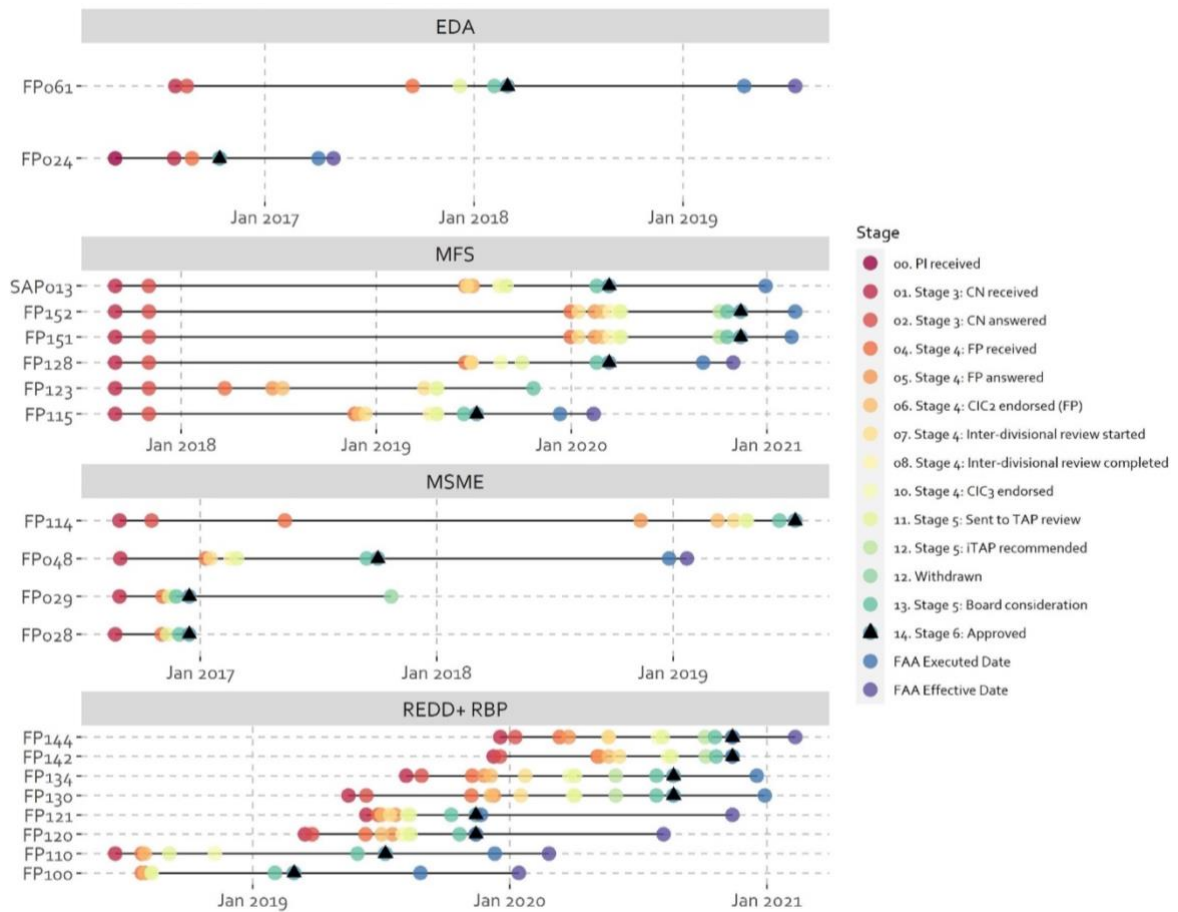 EDA
FP061
FP024
Jan 2017 Jan 2018 Jan 2019
MFS
SAP013
FP152
FP151
FP128
FP123
FP115
Jan 2018 Jan 2019 Jan 2020 Jan 2021
MSME
FP114
FP048
FP029
FP028
Jan 2017 Jan 2018 Jan 2019
REDD+ RBP
FP144
FP142
FP134
FP130
FP121
FP120
FP110
FP100
Jan 2019 Jan 2020 Jan 2021
Stage
00. PI received
01. Stage 3: CN received
02. Stage 3: CN answered
04. Stage 4: FP received
05. Stage 4: FP answered
06. Stage 4: CIC2 endorsed (FP)
07. Stage 4: Inter-divisional review started
08. Stage 4: Inter-divisional review completed
10. Stage 4: CIC3 endorsed
11. Stage 5: Sent to TAP review
12. Stage 5: iTAP recommended
12. Withdrawn
13. Stage 5: Board consideration
14. Stage 6: Approved
FAA Executed Date
FAA Effective Date